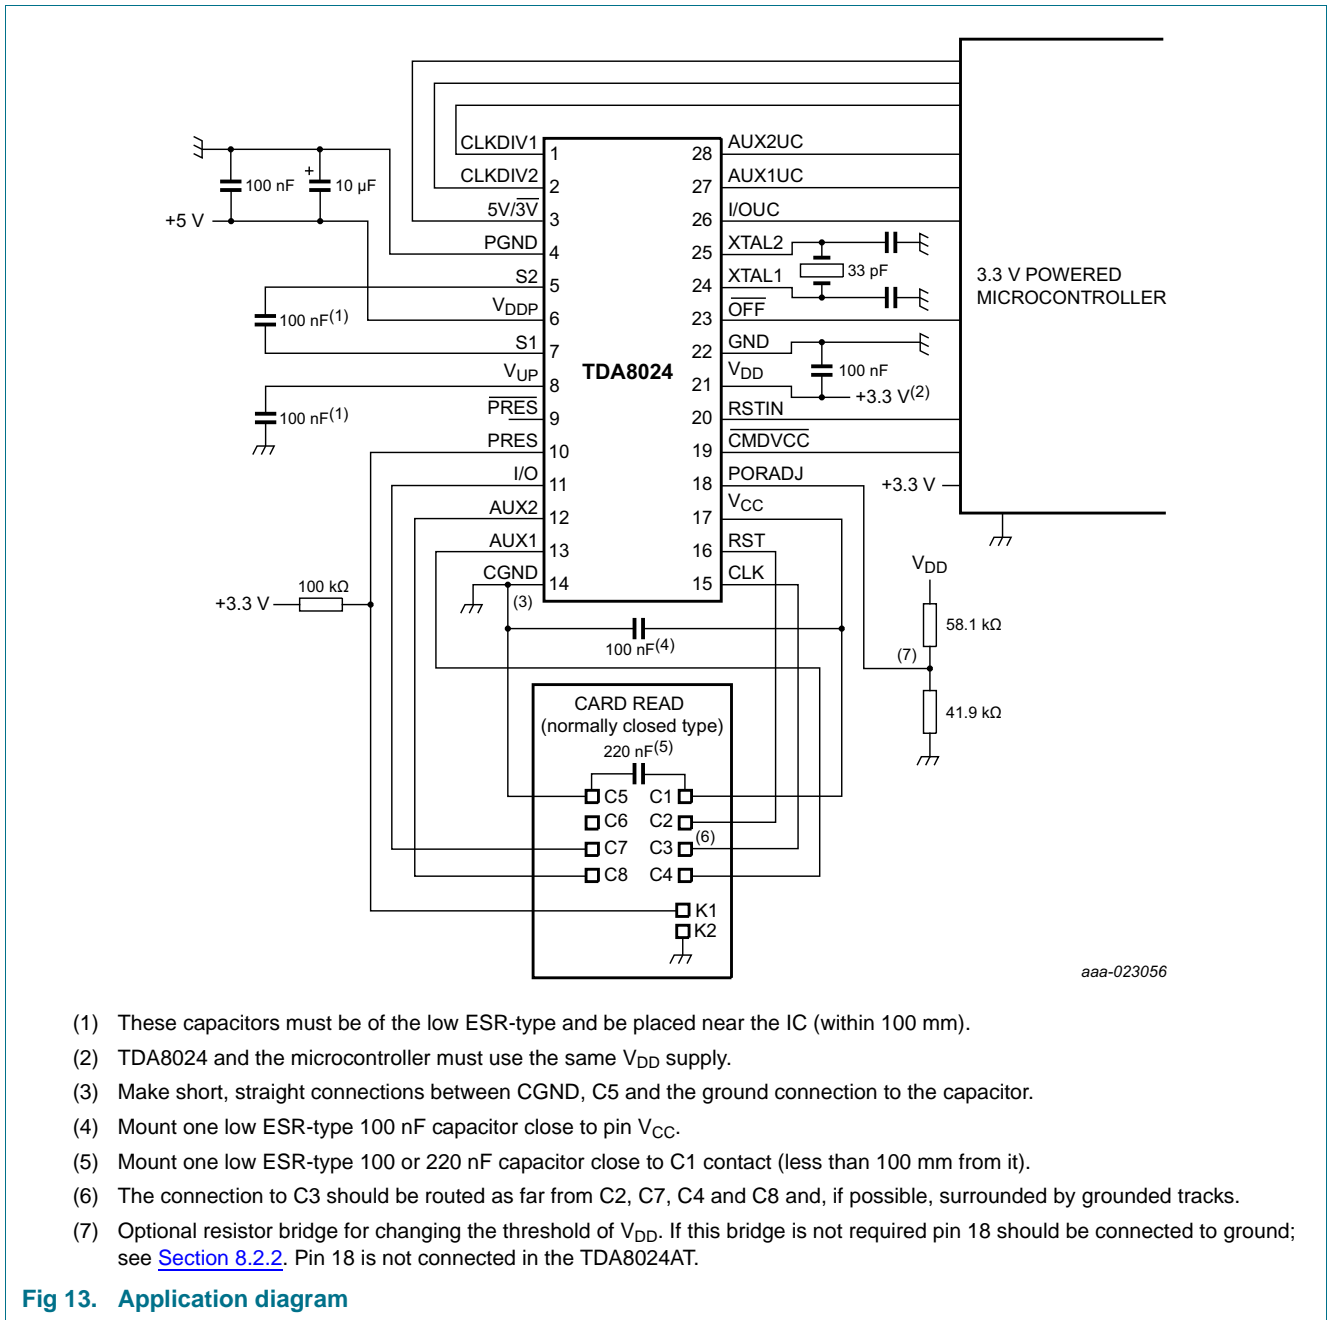 CLKDIV1
1
CLKDIV2
2
5V/3V
3
PGND
4
S2
5
VDDP
6
S1
7
VUP
8
PRES
9
PRES
10
I/O
11
AUX2
12
AUX1
13
CGND
14
(3)
TDA8024
28
AUX2UC
27
AUX1UC
26
I/OUC
25
XTAL2
24
XTAL1
23
OFF
22
GND
21
VDD
20
RSTIN
19
CMDVCC
18
PORADJ
17
VCC
16
RST
15
CLK
100 nF
+
10 µF
+5 V
100 nF(1)
100 nF(1)
33 pF
100 nF
+3.3 V(2)
3.3 V POWERED
MICROCONTROLLER
+3.3 V
VDD
58.1 kΩ
(7)
41.9 kΩ
100 kΩ
+3.3 V
100 nF(4)
CARD READ
(normally closed type)
220 nF(5)
C5 C1
C6 C2
(6)
C7 C3
C8 C4
K1
K2
aaa-023056
(1) These capacitors must be of the low ESR-type and be placed near the IC (within 100 mm).
(2) TDA8024 and the microcontroller must use the same VDD supply.
(3) Make short, straight connections between CGND, C5 and the ground connection to the capacitor.
(4) Mount one low ESR-type 100 nF capacitor close to pin VCC.
(5) Mount one low ESR-type 100 or 220 nF capacitor close to C1 contact (less than 100 mm from it).
(6) The connection to C3 should be routed as far from C2, C7, C4 and C8 and, if possible, surrounded by grounded tracks.
(7) Optional resistor bridge for changing the threshold of VDD. If this bridge is not required pin 18 should be connected to ground;
see Section 8.2.2. Pin 18 is not connected in the TDA8024AT.
Fig 13. Application diagram